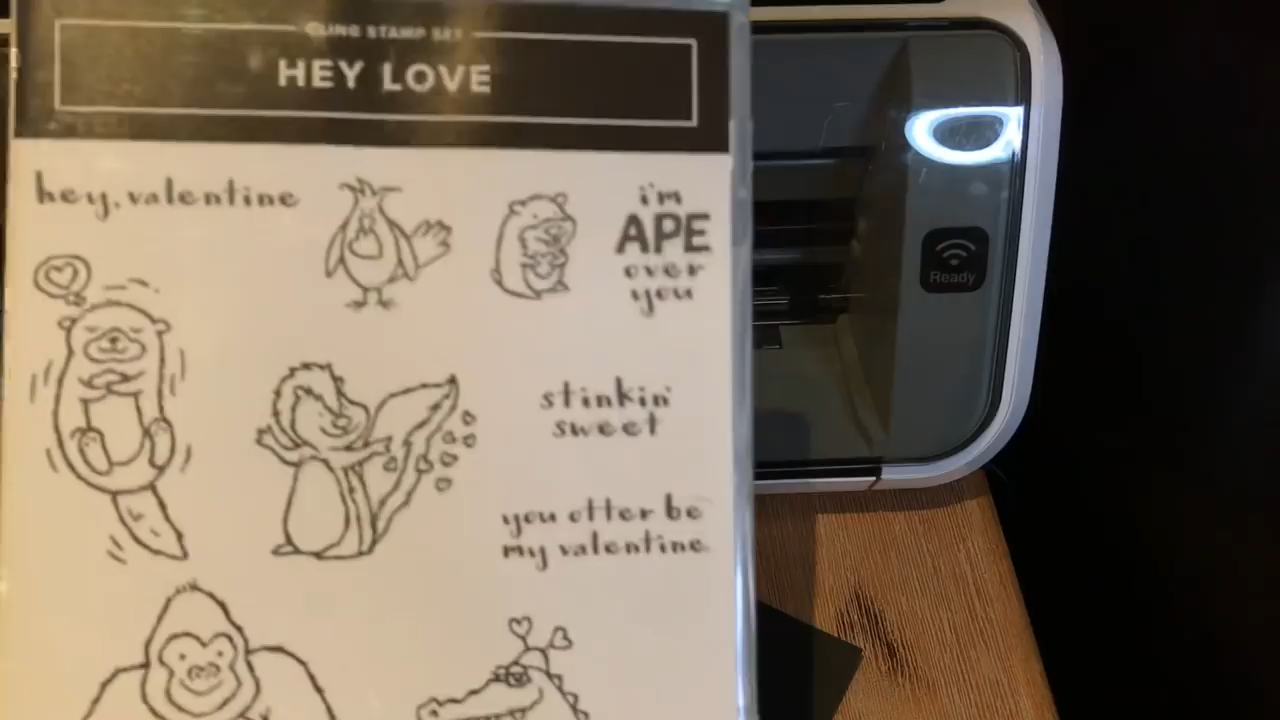 CLING STAMP SET
HEY LOVE
hey, valentine
i'm
APE
over
you
stinkin'
sweet
you otter be
my valentine.
Ready